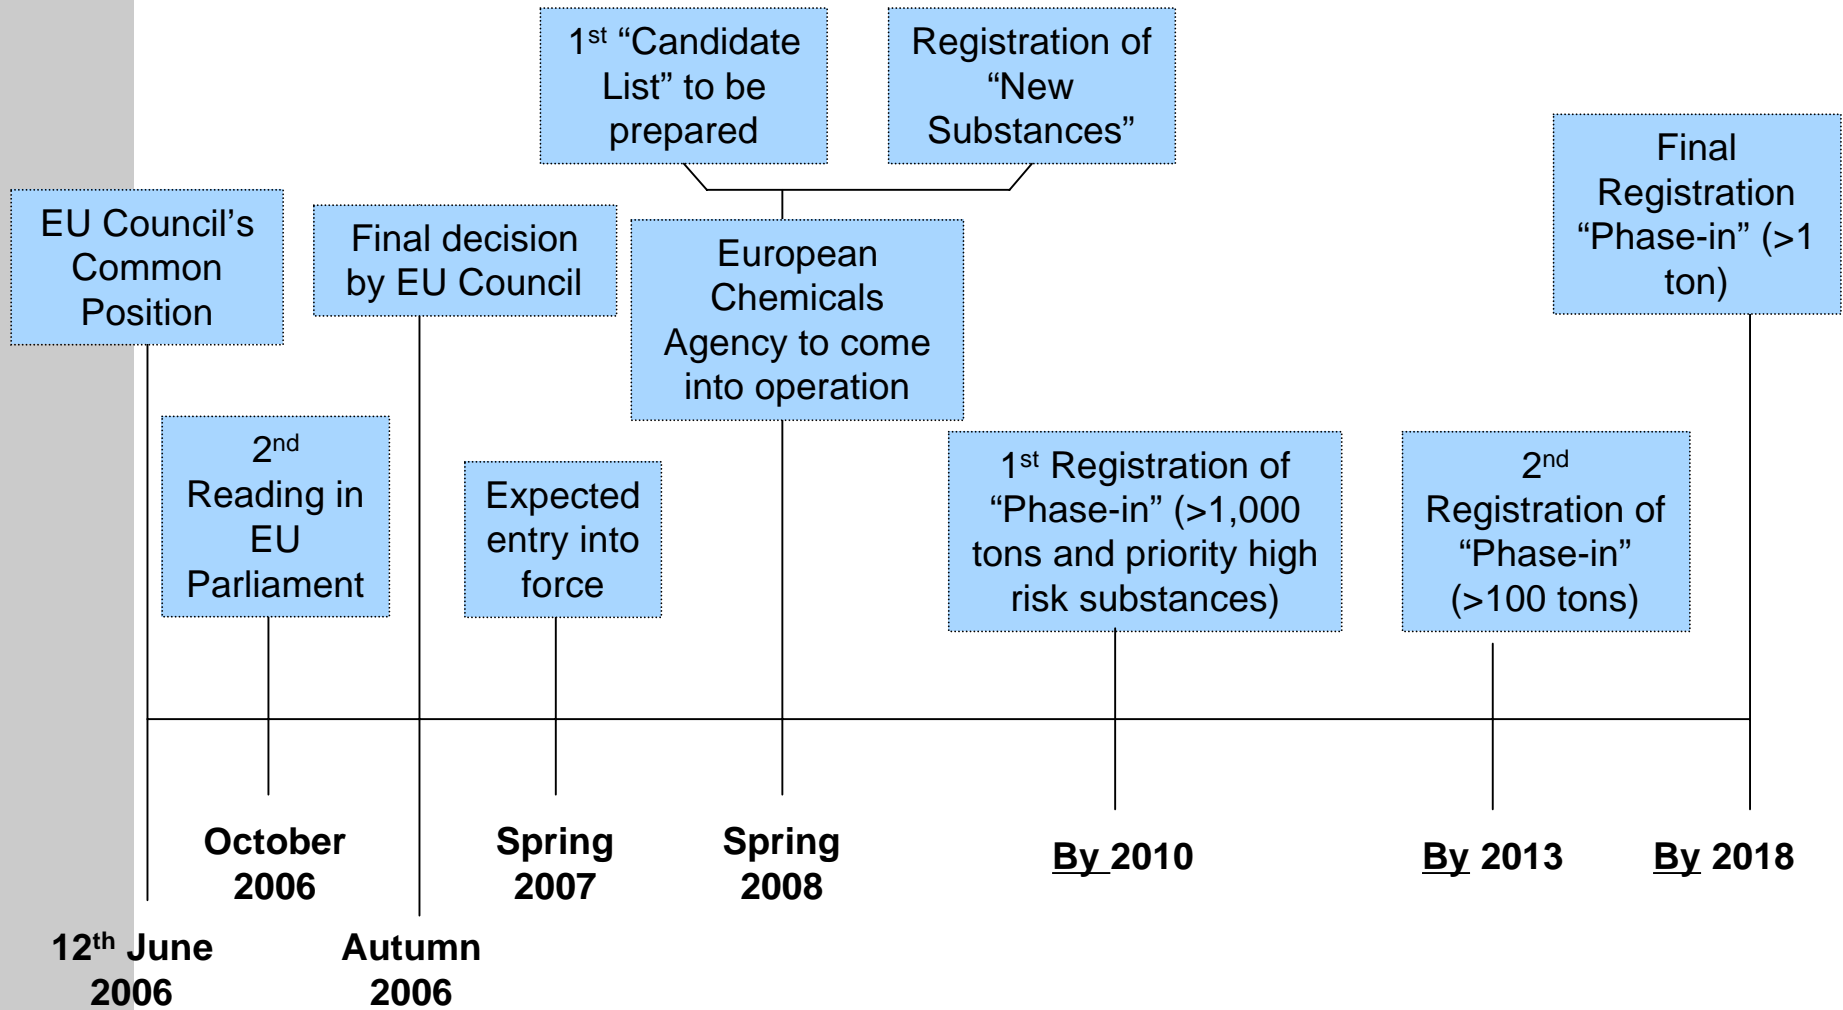 1st “Candidate
List” to be
prepared
Registration of
“New
Substances”
Final
Registration
“Phase-in” (>1
ton)
EU Council’s
Common
Position
Final decision
by EU Council
European
Chemicals
Agency to come
into operation
2nd
Reading in
EU
Parliament
Expected
entry into
force
1st Registration of
“Phase-in” (>1,000
tons and priority high
risk substances)
2nd
Registration of
“Phase-in”
(>100 tons)
October
2006
Spring
2007
Spring
2008
By 2010
By 2013
By 2018
12th June
2006
Autumn
2006